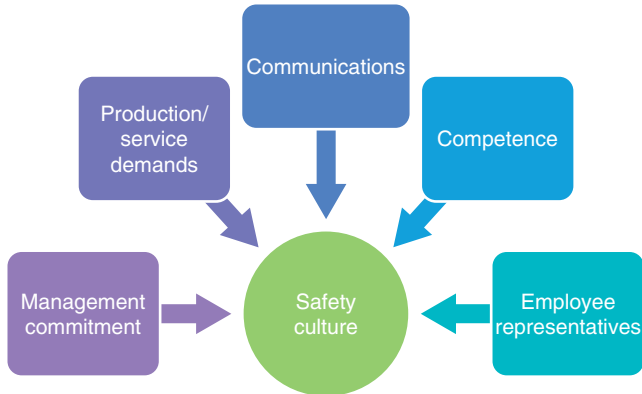 Communications
Production/
service
demands
Competence
Management
commitment
Safety
culture
Employee
representatives